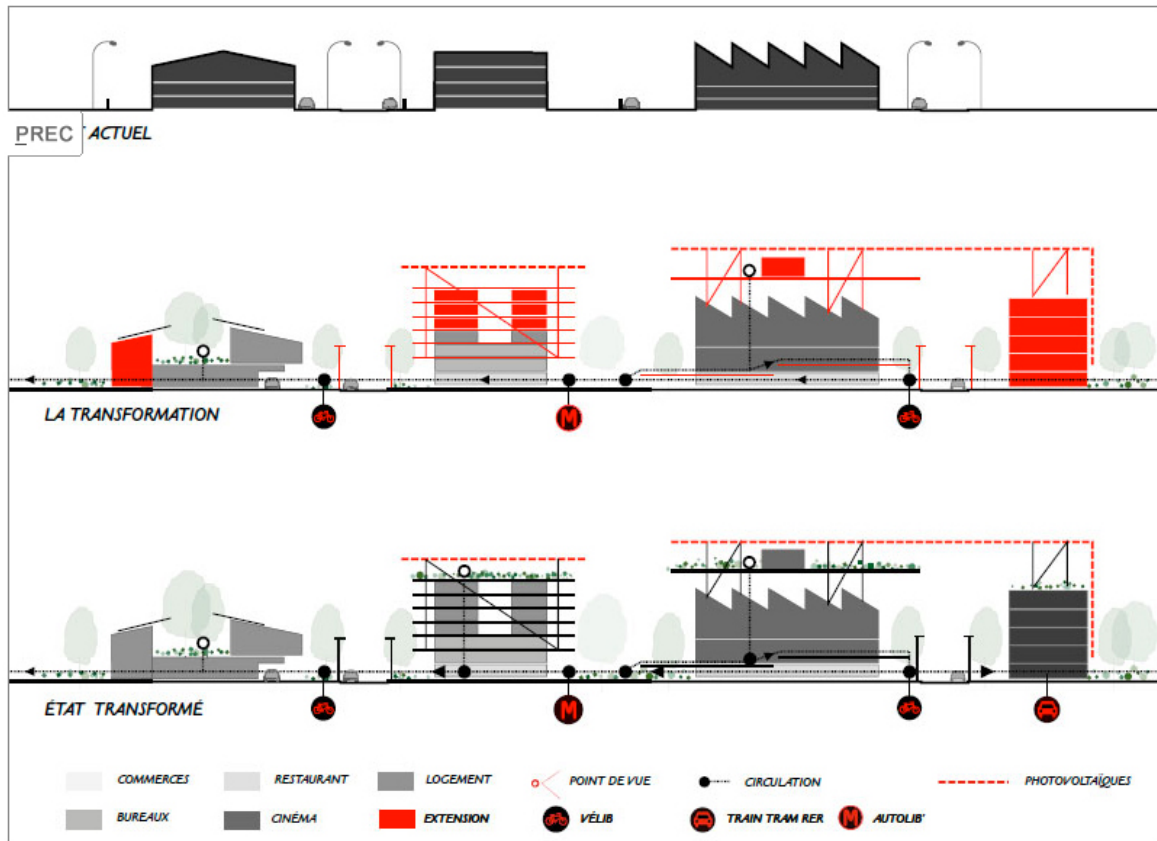 PREC
ACTUEL
LA TRANSFORMATION
M
ÉTAT TRANSFORMÉ
M
COMMERCES
RESTAURANT
LOGEMENT
POINT DE VUE
CIRCULATION
PHOTOVOLTAÏQUES
BUREAUX
CINÉMA
EXTENSION
VÉLIB
TRAIN TRAM RER
M
AUTOLIB'